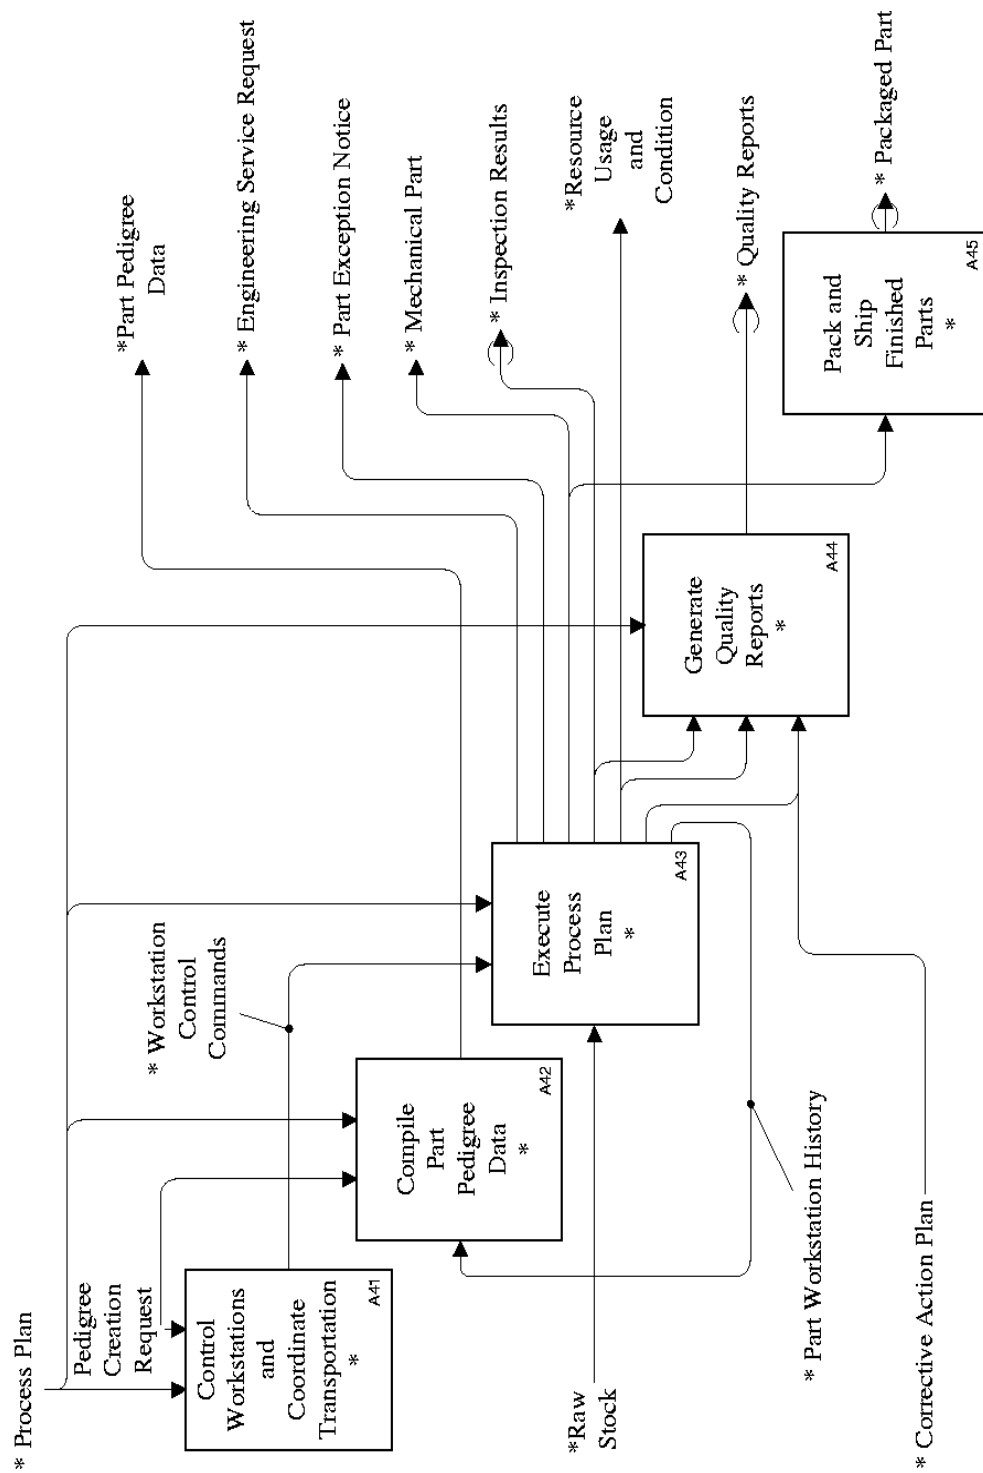 * Process Plan
Pedigree
Creation
Request
Control
Workstations
and
Coordinate
Transportation
*
A41
* Workstation
Control
Commands
Compile
Part
Pedigree
Data
*
A42
*Raw
Stock
Execute
Process
Plan
*
A43
* Part Workstation History
* Corrective Action Plan
Generate
Quality
Reports
*
A44
Pack and
Ship
Finished
Parts
*
A45
*Part Pedigree
Data
* Engineering Service Request
* Part Exception Notice
* Mechanical Part
* Inspection Results
*Resource
Usage
and
Condition
* Quality Reports
* Packaged Part